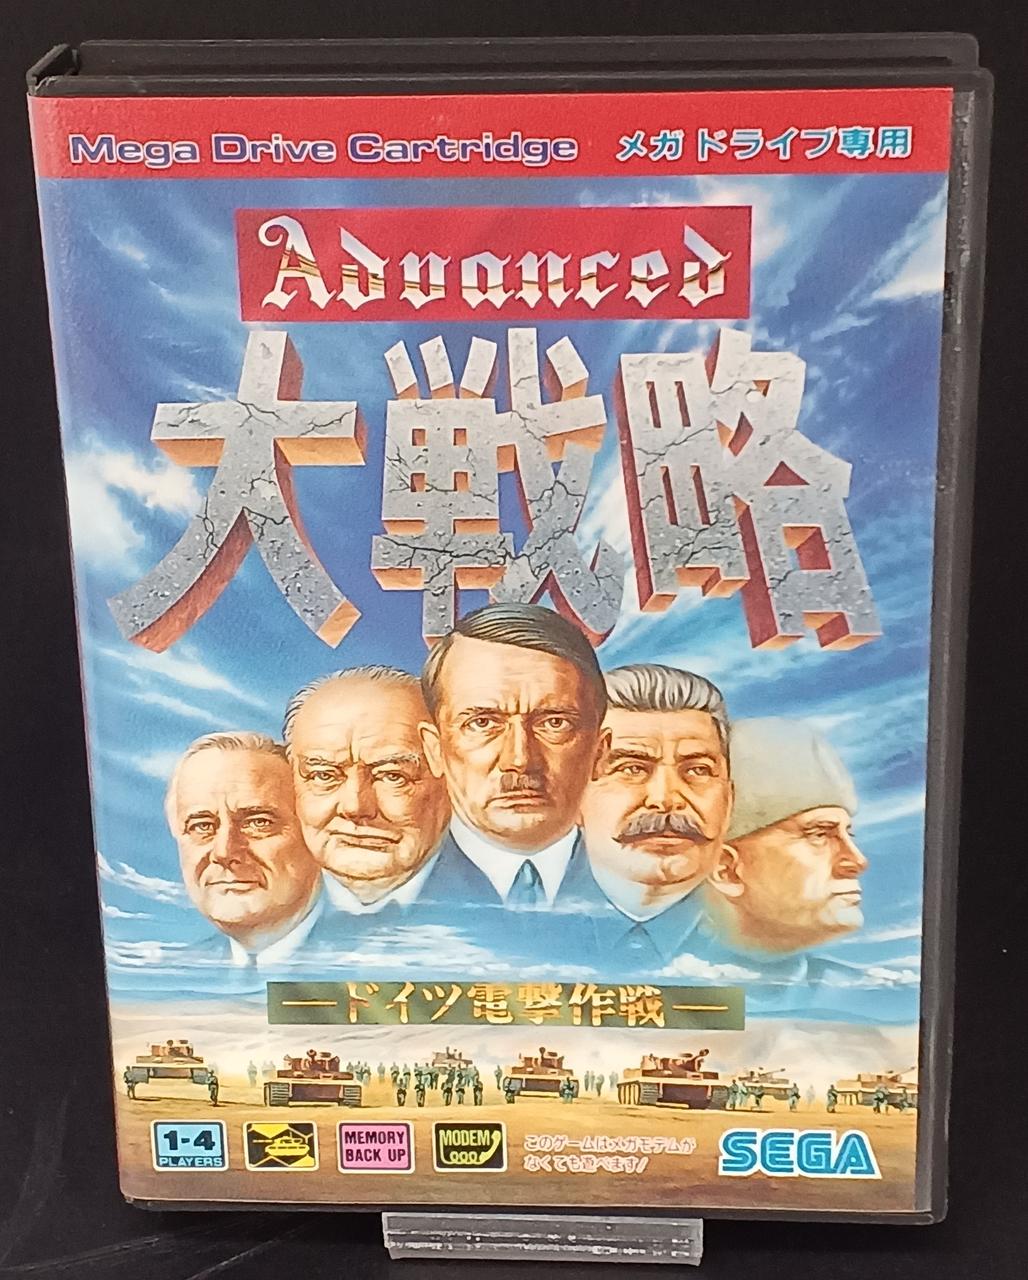 Mega Drive Cartridge メガドライブ専用
Advanced
大戦略
―ドイツ電撃作戦―
1-4
PLAYERS
MEMORY
BACK UP
MODEM
このゲームはメガモデムが
なくても遊べます!
SEGA